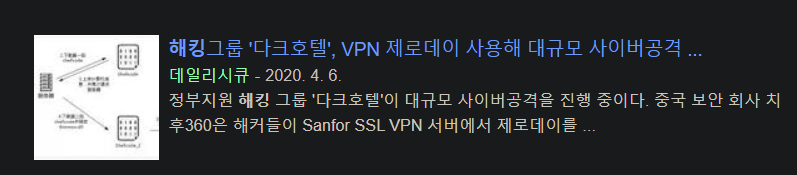 해킹그룹 '다크호텔', VPN 제로데이 사용해 대규모 사이버공격 ...
데일리시큐 - 2020. 4. 6.
정부지원 해킹 그룹 '다크호텔'이 대규모 사이버공격을 진행 중이다. 중국 보안 회사 치
후360은 해커들이 Sanfor SSL VPN 서버에서 제로데이를 ...